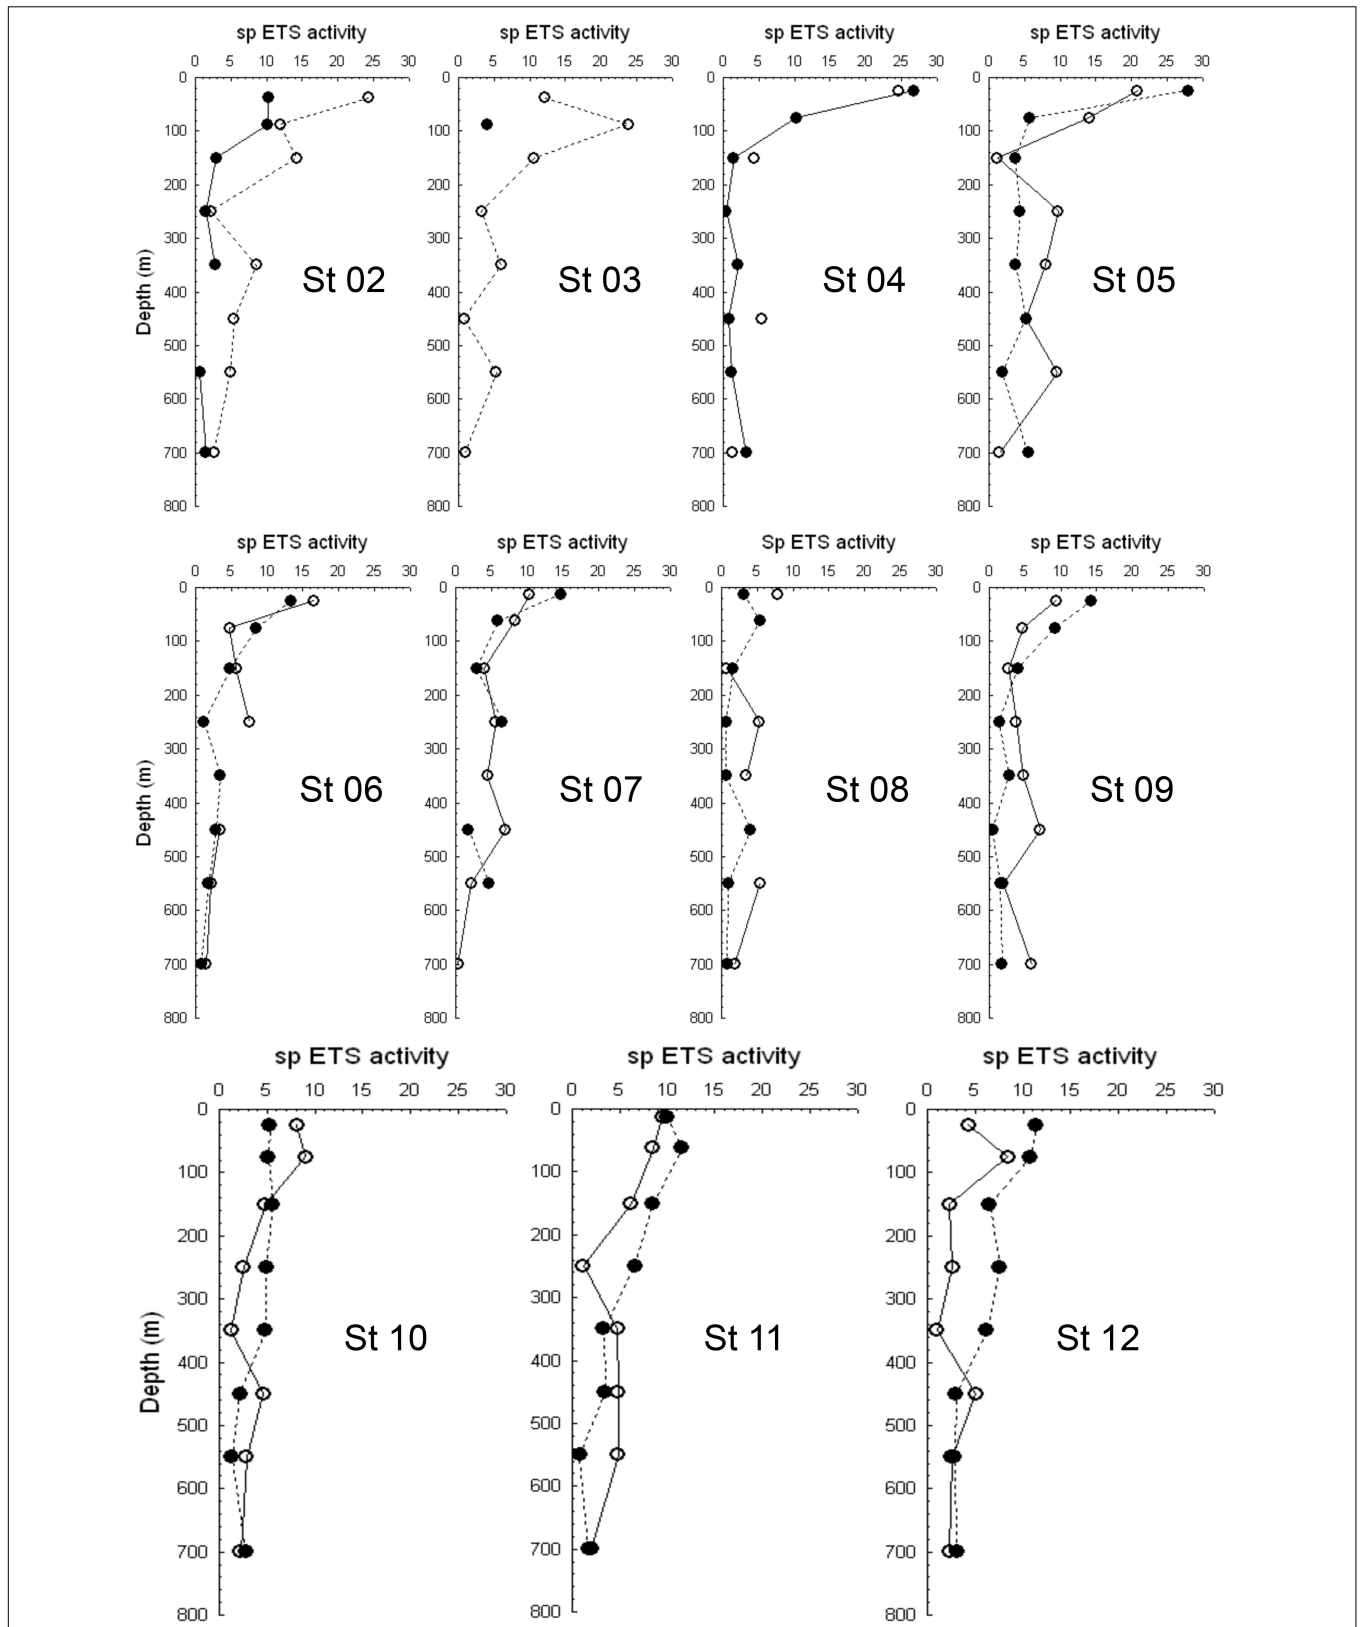 sp ETS activity sp ETS activity sp ETS activity sp ETS activity
0 5 10 15 20 25 30 0 5 10 15 20 25 30 0 5 10 15 20 25 30 0 5 10 15 20 25 30
0 0 0 0
100 100 100 100
200 200 200 200
300 300 300 300
Depth (m) St 02 St 03 St 04 St 05
400 400 400 400
500 500 500 500
600 600 600 600
700 700 700 700
800 800 800 800
sp ETS activity sp ETS activity Sp ETS activity sp ETS activity
0 5 10 15 20 25 30 0 5 10 15 20 25 30 0 5 10 15 20 25 30 0 5 10 15 20 25 30
0 0 0 0
100 100 100 100
200 200 200 200
300 300 300 300
Depth (m) St 06 St 07 St 08 St 09
400 400 400 400
500 500 500 500
600 600 600 600
700 700 700 700
800 800 800 800
sp ETS activity sp ETS activity sp ETS activity
0 5 10 15 20 25 30 0 5 10 15 20 25 30 0 5 10 15 20 25 30
0 0 0
100 100 100
200 200 200
300 300 300
Depth (m) St 10 St 11 St 12
400 400 400
500 500 500
600 600 600
700 700 700
800 800 800